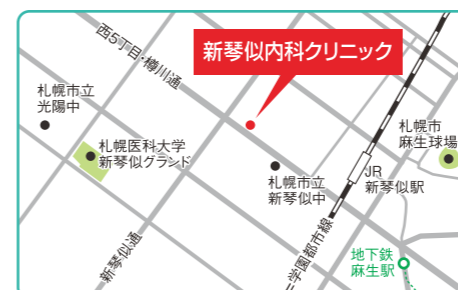 西5丁目・樽川通
新琴似内科クリニック
札幌市立
光陽中
札幌医科大学
新琴似グランド
札幌市
麻生球場
札幌市立
新琴似中
JR
新琴似駅
新琴似通
学園都市線
地下鉄
麻生駅